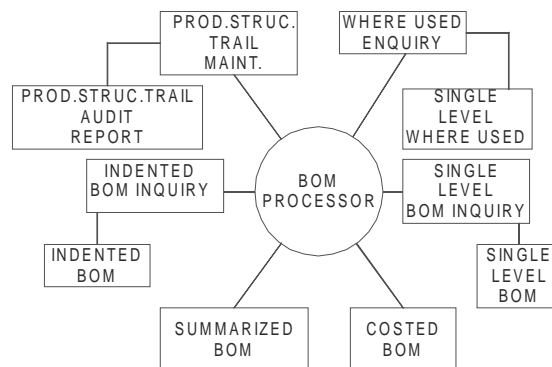 PROD.STRUC.
TRAIL
MAINT.
WHERE USED
ENQUIRY
PROD.STRUC.TRAIL
AUDIT
REPORT
SINGLE
LEVEL
WHERE USED
INDENTED
BOM INQUIRY
BOM
PROCESSOR
SINGLE
LEVEL
BOM INQUIRY
INDENTED
BOM
SINGLE
LEVEL
BOM
SUMMARIZED
BOM
COSTED
BOM